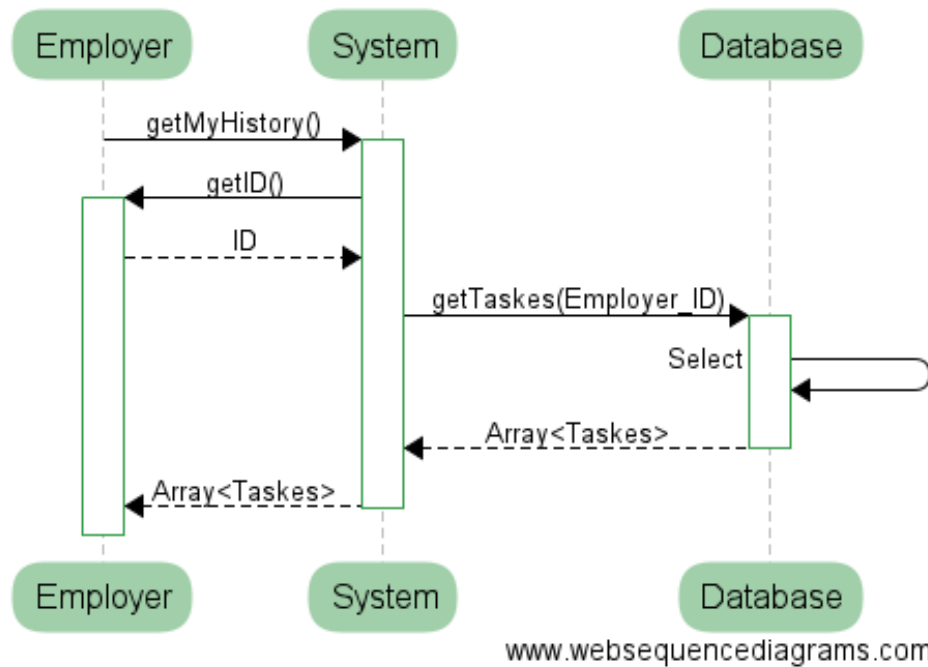 Employer System Database
getMyHistory()
getID()
ID
getTaskes(Employer_ID)
Select
Array<Taskes>
Array<Taskes>
Employer System Database
www.websequencediagrams.com